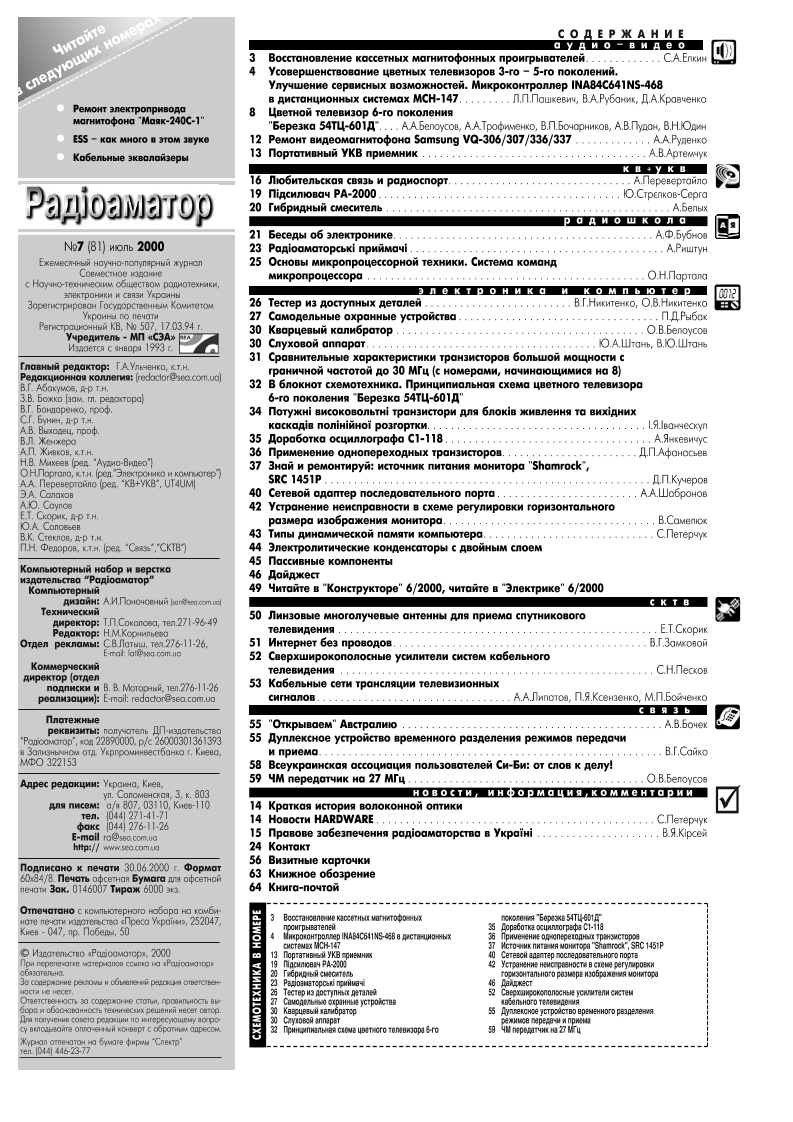 Читайте
в следующих номерах
Ремонт электропривода
магнитофона "Маяк-240С-1"
ESS – как много в этом звуке
Кабельные эквалайзеры
Радіоаматор
№7 (81) июль 2000
Ежемесячный научно-популярный журнал
Совместное издание
с Научно-техническим обществом радиотехники,
электроники и связи Украины
Зарегистрирован Государственным Комитетом
Украины по печати
Регистрационный КВ, № 507, 17.03.94 г.
Учредитель - МП «СЭА»
Издается с января 1993 г.
SEA
Главный редактор: Г.А.Ульченко, к.т.н.
Редакционная коллегия: (redactor@sea.com.ua)
В.Г. Абакумов, д-р т.н.
З.В. Божко (зам. гл. редактора)
В.Г. Бондаренко, проф.
С.Г. Бунин, д-р т.н.
А.В. Выходец, проф.
В.Л. Женжера
А.П. Живков, к.т.н.
Н.В. Михеев (ред. "Аудио-Видео")
О.Н.Партала, к.т.н. (ред."Электроника и компьютер")
А.А. Перевертайло (ред. "КВ+УКВ", UT4UM)
Э.А. Салахов
А.Ю. Саулов
Е.Т. Скорик, д-р т.н.
Ю.А. Соловьев
В.К. Стеклов, д-р т.н.
П.Н. Федоров, к.т.н. (ред. "Связь","СКТВ")
Компьютерный набор и верстка
издательства "Радіоаматор"
Компьютерный
дизайн: А.И.Поночовный (san@sea.com.ua)
Технический
директор: Т.П.Соколова, тел.271-96-49
Редактор: Н.М.Корнильева
Отдел рекламы: С.В.Латыш, тел.276-11-26,
E-mail: lat@sea.com.ua
Коммерческий
директор (отдел
подписки и В. В. Моторный, тел.276-11-26
реализации): E-mail: redactor@sea.com.ua
Платежные
реквизиты: получатель ДП-издательство
"Радіоаматор", код 22890000, р/с 26000301361393
в Зализнычном отд. Укрпроминвестбанка г. Киева,
МФО 322153
Адрес редакции: Украина, Киев,
ул. Соломенская, 3, к. 803
для писем: а/я 807, 03110, Киев-110
тел. (044) 271-41-71
факс (044) 276-11-26
E-mail ra@sea.com.ua
http:// www.sea.com.ua
Подписано к печати 30.06.2000 г. Формат
60х84/8. Печать офсетная Бумага для офсетной
печати Зак. 0146007 Тираж 6000 экз.
Отпечатано с компьютерного набора на комби-
нате печати издательства «Преса України», 252047,
Киев - 047, пр. Победы, 50
© Издательство «Радіоаматор», 2000
При перепечатке материалов ссылка на «Радіоаматор»
обязательна.
За содержание рекламы и объявлений редакция ответствен-
ности не несет.
Ответственность за содержание статьи, правильность вы-
бора и обоснованность технических решений несет автор.
Для получения совета редакции по интересующему вопро-
су вкладывайте оплаченный конверт с обратным адресом.
Журнал отпечатан на бумаге фирмы "Спектр"
тел. (044) 446-23-77
СОДЕРЖАНИЕ
аудио–видео
3 Восстановление кассетных магнитофонных проигрывателей. . . . . . . . . . . . . С.А.Елкин
4 Усовершенствование цветных телевизоров 3-го – 5-го поколений.
Улучшение сервисных возможностей. Микроконтроллер INA84C641NS-468
в дистанционных системах МСН-147. . . . . . . . . Л.П.Пашкевич, В.А.Рубаник, Д.А.Кравченко
8 Цветной телевизор 6-го поколения
"Березка 54ТЦ-601Д". . . . А.А.Белоусов, А.А.Трофименко, В.П.Бочарников, А.В.Пудан, В.Н.Юдин
12 Ремонт видеомагнитофона Samsung VQ-306/307/336/337 . . . . . . . . . . . . . А.А.Руденко
13 Портативный УКВ приемник . . . . . . . . . . . . . . . . А.В.Артемчук
кв+укв
16 Любительская связь и радиоспорт. . . . . . . . . . . . . . . . А.Перевертайло
19 Підсилювач РА-2000 . . . . . . . . . . . . . . . . Ю.Стрелков-Серга
20 Гибридный смеситель . . . . . . . . . . . . . . . . А.Белых
радиошкола
21 Беседы об электронике. . . . . . . . . . . . . . . . А.Ф.Бубнов
23 Радіоаматорські приймачі . . . . . . . . . . . . . . . . А.Риштун
25 Основы микропроцессорной техники. Система команд
микропроцессора . . . . . . . . . . . . . . . . О.Н.Партала
электроника и компьютер
26 Тестер из доступных деталей . . . . . . . . . . . . . . . . В.Г.Никитенко, О.В.Никитенко
27 Самодельные охранные устройства . . . . . . . . . . . . . . . . П.Д.Рыбак
30 Кварцевый калибратор . . . . . . . . . . . . . . . . О.В.Белоусов
30 Слуховой аппарат. . . . . . . . . . . . . . . . Ю.А.Штань, В.Ю.Штань
31 Сравнительные характеристики транзисторов большой мощности с
граничной частотой до 30 МГц (с номерами, начинающимися на 8)
32 В блокнот схемотехника. Принципиальная схема цветного телевизора
6-го поколения "Березка 54ТЦ-601Д"
34 Потужні високовольтні транзистори для блоків живлення та вихідних
каскадів полінійної розгортки. . . . . . . . . . . . . . . . І.Я.Іванческул
35 Доработка осциллографа С1-118 . . . . . . . . . . . . . . . . А.Янкевичус
36 Применение однопереходных транзисторов. . . . . . . . . . . . . . . . Д.П.Афанасьев
37 Знай и ремонтируй: источник питания монитора "Shamrock",
SRC 1451P . . . . . . . . . . . . . . . . Д.П.Кучеров
40 Сетевой адаптер последовательного порта . . . . . . . . . . . . . . . . А.А.Шабронов
42 Устранение неисправности в схеме регулировки горизонтального
размера изображения монитора. . . . . . . . . . . . . . . . В.Самелюк
43 Типы динамической памяти компьютера. . . . . . . . . . . . . . . . С.Петерчук
44 Электролитические конденсаторы с двойным слоем
45 Пассивные компоненты
46 Дайджест
49 Читайте в "Конструкторе" 6/2000, читайте в "Электрике" 6/2000
сктв
50 Линзовые многолучевые антенны для приема спутникового
телевидения . . . . . . . . . . . . . . . . Е.Т.Скорик
51 Интернет без проводов. . . . . . . . . . . . . . . . В.Г.Замковой
52 Сверхширокополосные усилители систем кабельного
телевидения . . . . . . . . . . . . . . . . С.Н.Песков
53 Кабельные сети трансляции телевизионных
сигналов . . . . . . . . . . . . . . . . А.А.Липатов, П.Я.Ксензенко, М.П.Бойченко
связь
55 "Открываем" Австралию . . . . . . . . . . . . . . . . А.В.Бочек
55 Дуплексное устройство временного разделения режимов передачи
и приема. . . . . . . . . . . . . . . . В.Г.Сайко
58 Всеукраинская ассоциация пользователей Си-Би: от слов к делу!
59 ЧМ передатчик на 27 МГц . . . . . . . . . . . . . . . . О.В.Белоусов
новости, информация, комментарии
14 Краткая история волоконной оптики
14 Новости HARDWARE . . . . . . . . . . . . . . . . С.Петерчук
15 Правове забезпечення радіоаматорства в Україні . . . . . . . . . . . . . . . . В.Я.Кірсей
24 Контакт
56 Визитные карточки
63 Книжное обозрение
64 Книга-почтой
СХЕМОТЕХНИКА В НОМЕРЕ
3 Восстановление кассетных магнитофонных
проигрывателей
4 Микроконтроллер INA84C641NS-468 в дистанционных
системах МСН-147
13 Портативный УКВ приемник
19 Підсилювач РА-2000
20 Гибридный смеситель
23 Радіоаматорські приймачі
26 Тестер из доступных деталей
27 Самодельные охранные устройства
30 Кварцевый калибратор
30 Слуховой аппарат
32 Принципиальная схема цветного телевизора 6-го
поколения "Березка 54ТЦ-601Д"
35 Доработка осциллографа С1-118
36 Применение однопереходных транзисторов
37 Источник питания монитора "Shamrock", SRC 1451P
40 Сетевой адаптер последовательного порта
42 Устранение неисправности в схеме регулировки
горизонтального размера изображения монитора
46 Дайджест
52 Сверхширокополосные усилители систем
кабельного телевидения
55 Дуплексное устройство временного разделения
режимов передачи и приема
59 ЧМ передатчик на 27 МГц